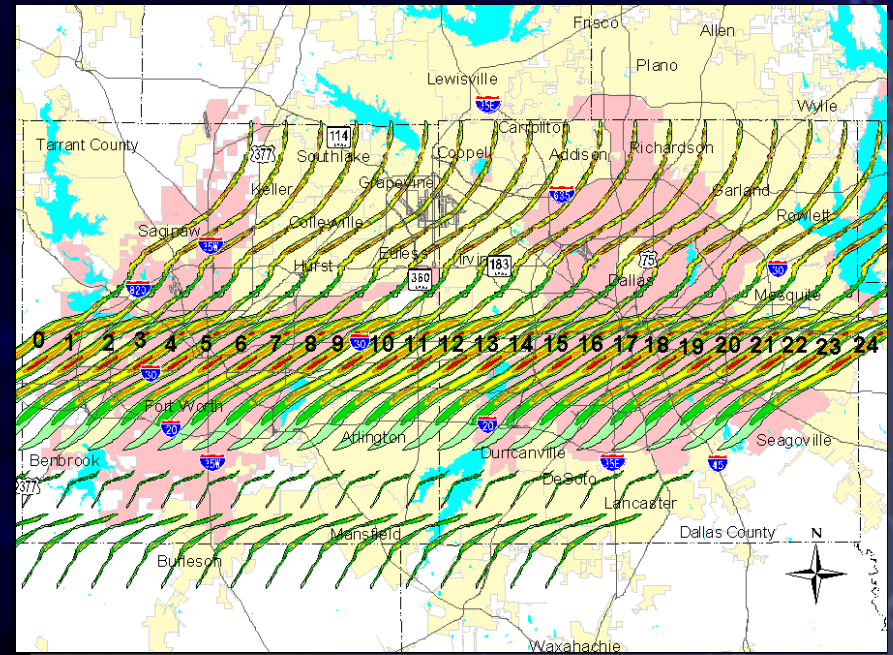 Frisco
Allen
Plano
Lewisville
35E
Wylie
Tarrant County
114
Carrollton
377
Southlake
Coppell
Addison
Richardson
Keller
Grapevine
635
Garland
Colleyville
Rowlett
Saginaw
35W
Hurst
Euless
Irving
183
75
360
Dallas
30
820
Mesquite
0 1 2 3 4 5 6 7 8 9 10 11 12 13 14 15 16 17 18 19 20 21 22 23 24
30
30
Fort Worth
20
20
Arlington
Seagoville
Benbrook
35W
Duncanville
35E
45
377
DeSoto
Lancaster
Mansfield
Dallas County
N
Burleson
Waxahachie